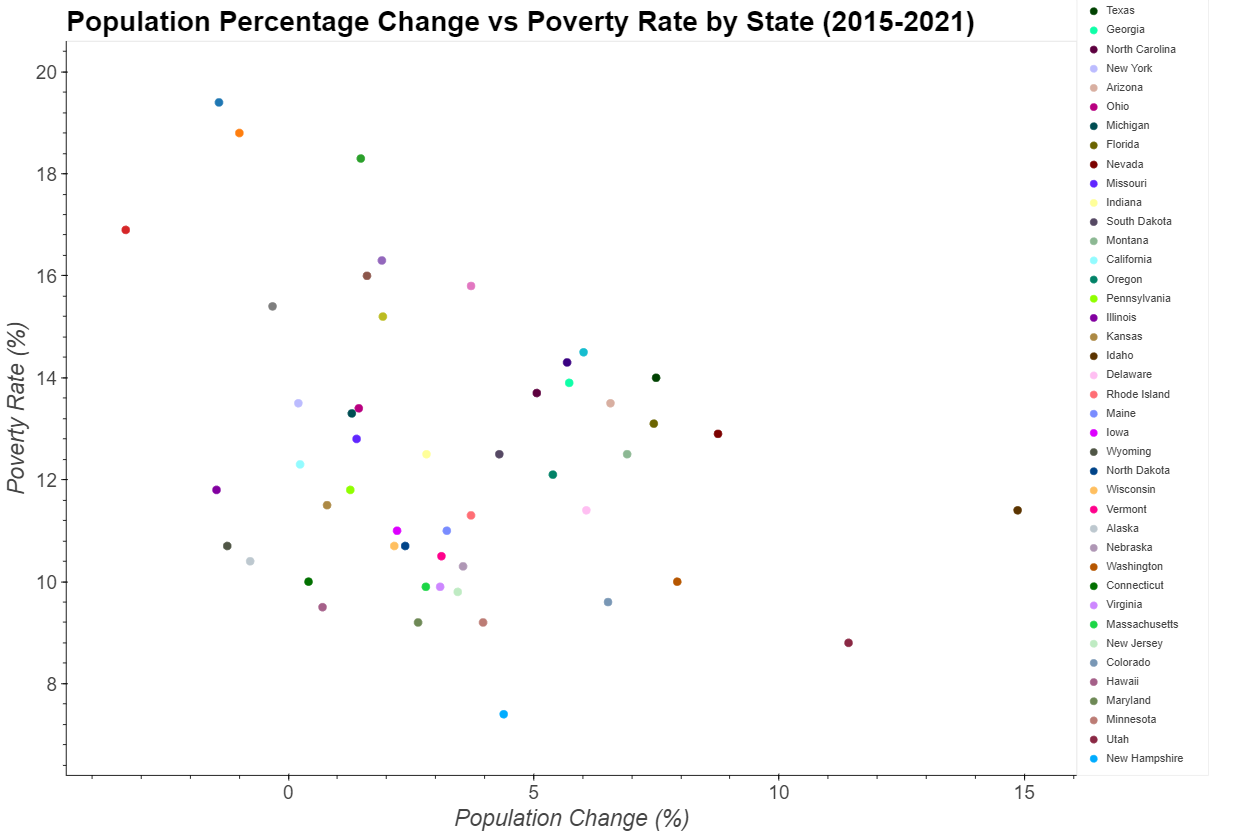 Population Percentage Change vs Poverty Rate by State (2015-2021)
20
18
16
14
12
10
8
Poverty Rate (%)
0
5
10
15
Population Change (%)
Texas
Georgia
North Carolina
New York
Arizona
Ohio
Michigan
Florida
Nevada
Missouri
Indiana
South Dakota
Montana
California
Oregon
Pennsylvania
Illinois
Kansas
Idaho
Delaware
Rhode Island
Maine
Iowa
Wyoming
North Dakota
Wisconsin
Vermont
Alaska
Nebraska
Washington
Connecticut
Virginia
Massachusetts
New Jersey
Colorado
Hawaii
Maryland
Minnesota
Utah
New Hampshire